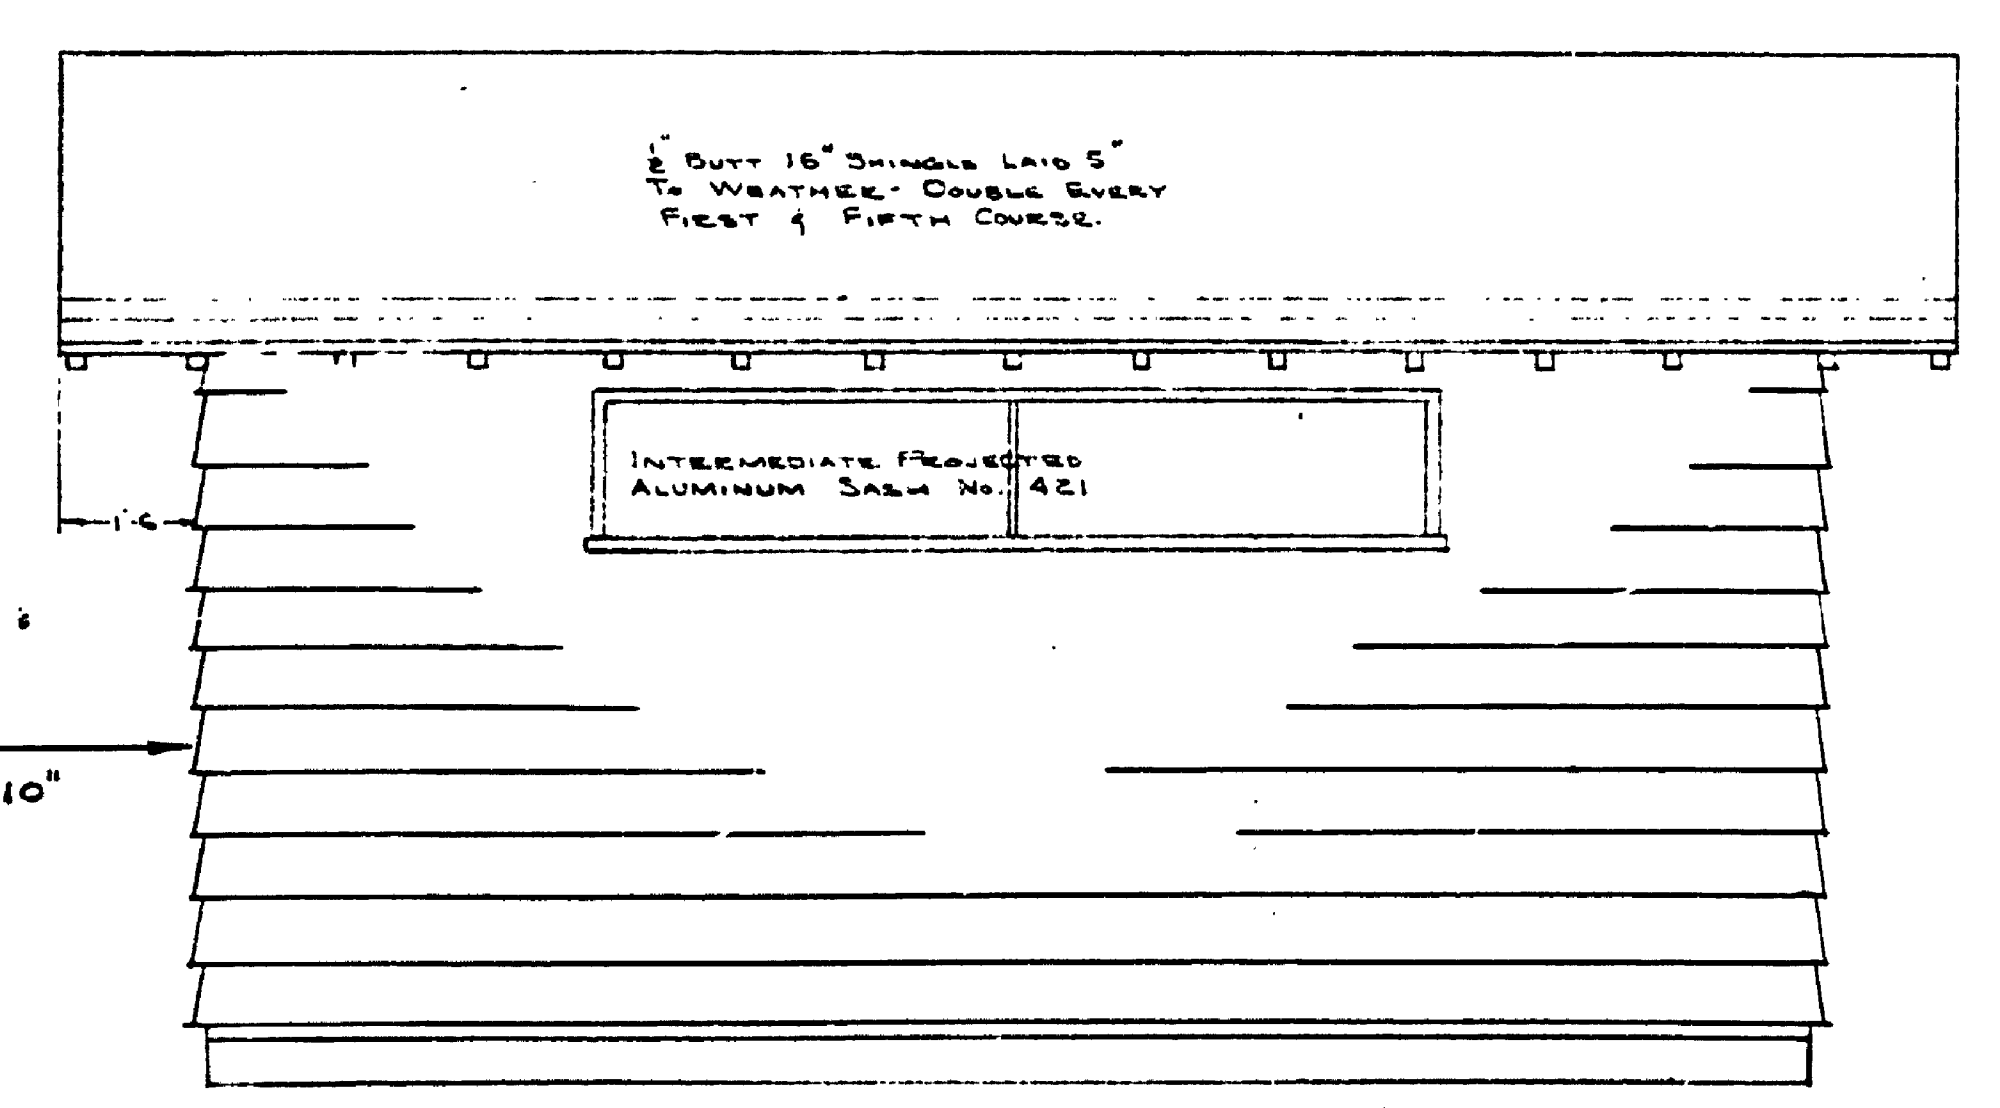 ½" BUTT 16" SHINGLE LAID 5"
TO WEATHER - DOUBLE EVERY
FIRST & FIFTH COURSE.
INTERMEDIATE PROJECTED
ALUMINUM SASH NO. 421
1'-6
10"